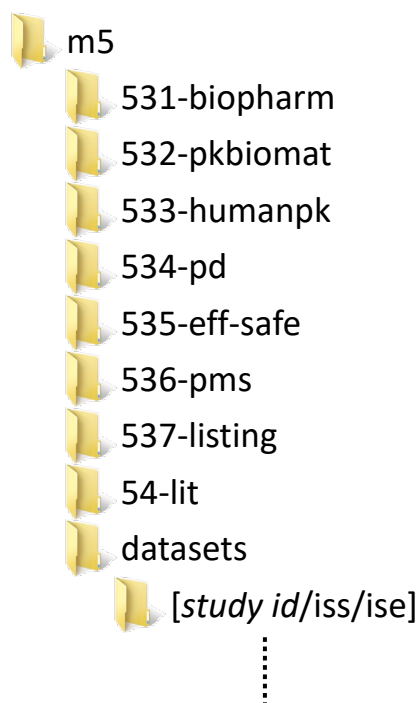 m5
531-biopharm
532-pkbiomat
533-humanpk
534-pd
535-eff-safe
536-pms
537-listing
54-lit
datasets
[study id/iss/ise]